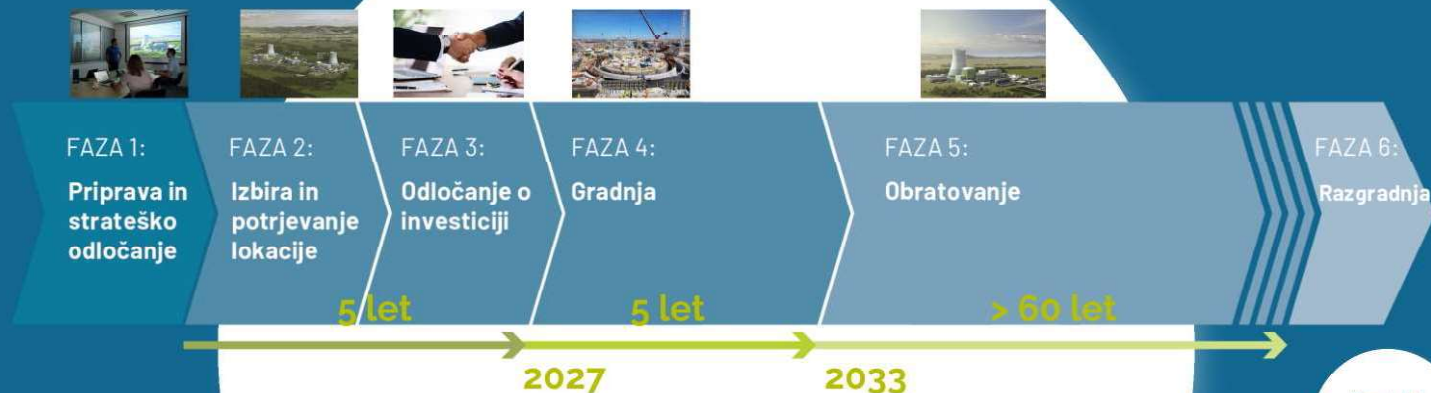 FAZA 1:
Priprava in
strateško
odločanje
FAZA 2:
Izbira in
potrjevanje
lokacije
FAZA 3:
Odločanje o
investiciji
FAZA 4:
Gradnja
FAZA 5:
Obratovanje
FAZA 6:
Razgradnja
5 let
5 let
> 60 let
2027
2033